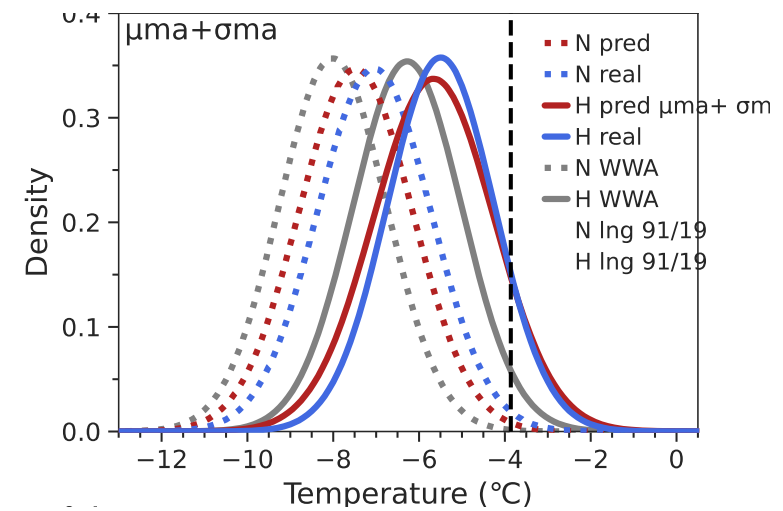 0.4
μma+σma
N pred
N real
H pred μma+ σm
H real
N WWA
H WWA
N lng 91/19
H lng 91/19
0.3
0.2
0.1
0.0
Density
−12 −10 −8 −6 −4 −2 0
Temperature (°C)